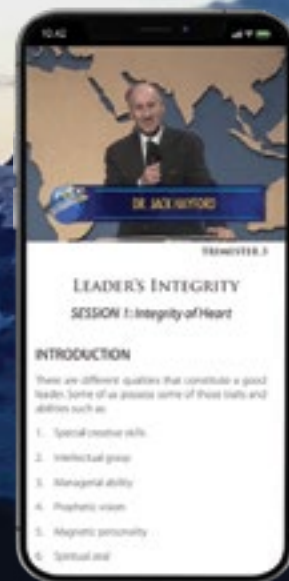 10:42
DR. JACK HAYFORD
TRIMESTER 3
LEADER'S INTEGRITY
SESSION 1: Integrity of Heart
INTRODUCTION
There are different qualities that constitute a good
leader. Some of us possess some of those traits and
abilities such as:
1. Special creative skills
2. Intellectual grasp
3. Managerial ability
4. Prophetic vision
5. Magnetic personality
6. Spiritual zeal